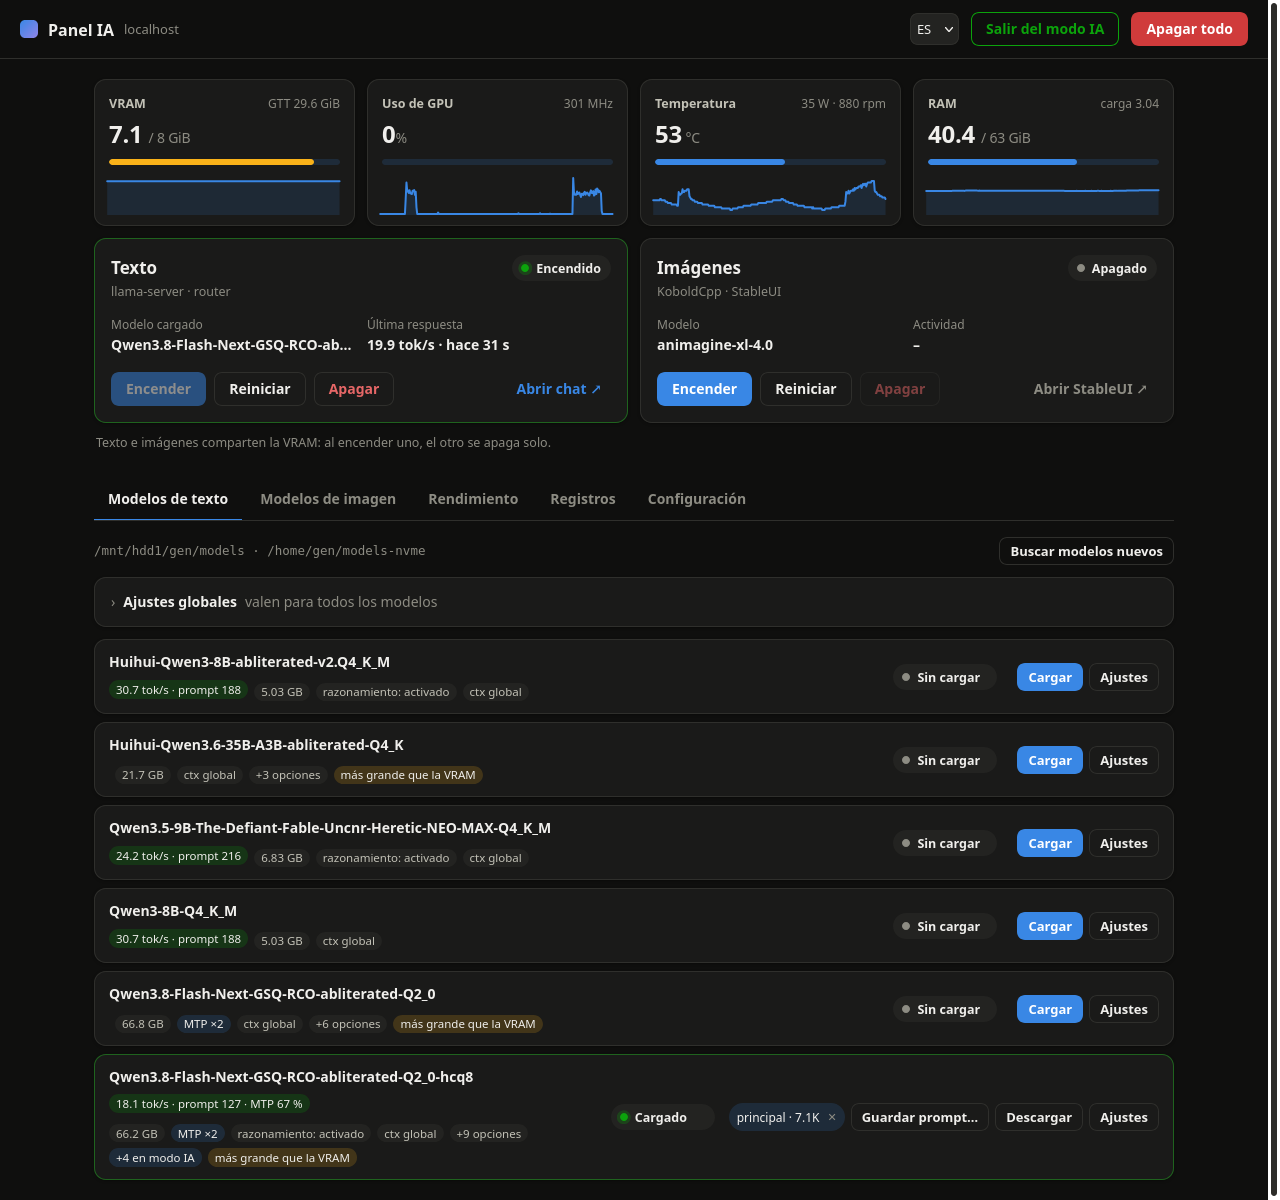 Panel IA localhost ES Salir del modo IA Apagar todo
VRAM GTT 29.6 GiB
7.1 / 8 GiB
Uso de GPU 301 MHz
0%
Temperatura 35 W · 880 rpm
53 °C
RAM carga 3.04
40.4 / 63 GiB
Texto Encendido
llama-server · router
Modelo cargado Última respuesta
Qwen3.8-Flash-Next-GSQ-RCO-ab... 19.9 tok/s · hace 31 s
Encender Reiniciar Apagar Abrir chat ↗
Imágenes Apagado
KoboldCpp · StableUI
Modelo Actividad
animagine-xl-4.0 –
Encender Reiniciar Apagar Abrir StableUI ↗
Texto e imágenes comparten la VRAM: al encender uno, el otro se apaga solo.
Modelos de texto Modelos de imagen Rendimiento Registros Configuración
/mnt/hdd1/gen/models · /home/gen/models-nvme Buscar modelos nuevos
› Ajustes globales valen para todos los modelos
Huihui-Qwen3-8B-abliterated-v2.Q4_K_M
30.7 tok/s · prompt 188 5.03 GB razonamiento: activado ctx global
Sin cargar Cargar Ajustes
Huihui-Qwen3.6-35B-A3B-abliterated-Q4_K
21.7 GB ctx global +3 opciones más grande que la VRAM
Sin cargar Cargar Ajustes
Qwen3.5-9B-The-Defiant-Fable-Uncnr-Heretic-NEO-MAX-Q4_K_M
24.2 tok/s · prompt 216 6.83 GB razonamiento: activado ctx global
Sin cargar Cargar Ajustes
Qwen3-8B-Q4_K_M
30.7 tok/s · prompt 188 5.03 GB ctx global
Sin cargar Cargar Ajustes
Qwen3.8-Flash-Next-GSQ-RCO-abliterated-Q2_0
66.8 GB MTP ×2 ctx global +6 opciones más grande que la VRAM
Sin cargar Cargar Ajustes
Qwen3.8-Flash-Next-GSQ-RCO-abliterated-Q2_0-hcq8
18.1 tok/s · prompt 127 · MTP 67 %
66.2 GB MTP ×2 razonamiento: activado ctx global +9 opciones
+4 en modo IA más grande que la VRAM
Cargado principal · 7.1K × Guardar prompt... Descargar Ajustes